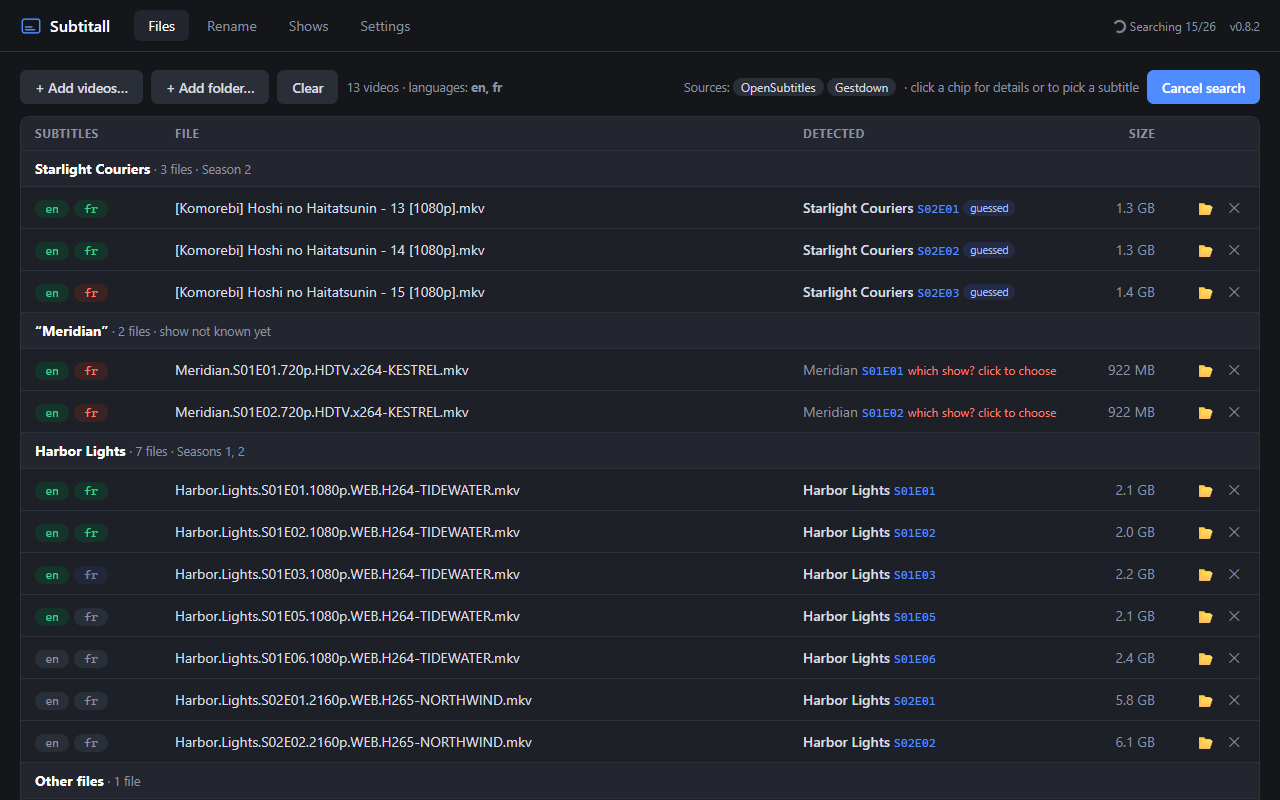 Subtitall Files Rename Shows Settings Searching 15/26 v0.8.2
+ Add videos... + Add folder... Clear 13 videos · languages: en, fr Sources: OpenSubtitles Gestdown · click a chip for details or to pick a subtitle Cancel search
SUBTITLES FILE DETECTED SIZE
Starlight Couriers · 3 files · Season 2
en fr [Komorebi] Hoshi no Haitatsunin - 13 [1080p].mkv Starlight Couriers S02E01 guessed 1.3 GB
en fr [Komorebi] Hoshi no Haitatsunin - 14 [1080p].mkv Starlight Couriers S02E02 guessed 1.3 GB
en fr [Komorebi] Hoshi no Haitatsunin - 15 [1080p].mkv Starlight Couriers S02E03 guessed 1.4 GB
“Meridian” · 2 files · show not known yet
en fr Meridian.S01E01.720p.HDTV.x264-KESTREL.mkv Meridian S01E01 which show? click to choose 922 MB
en fr Meridian.S01E02.720p.HDTV.x264-KESTREL.mkv Meridian S01E02 which show? click to choose 922 MB
Harbor Lights · 7 files · Seasons 1, 2
en fr Harbor.Lights.S01E01.1080p.WEB.H264-TIDEWATER.mkv Harbor Lights S01E01 2.1 GB
en fr Harbor.Lights.S01E02.1080p.WEB.H264-TIDEWATER.mkv Harbor Lights S01E02 2.0 GB
en fr Harbor.Lights.S01E03.1080p.WEB.H264-TIDEWATER.mkv Harbor Lights S01E03 2.2 GB
en fr Harbor.Lights.S01E05.1080p.WEB.H264-TIDEWATER.mkv Harbor Lights S01E05 2.1 GB
en fr Harbor.Lights.S01E06.1080p.WEB.H264-TIDEWATER.mkv Harbor Lights S01E06 2.4 GB
en fr Harbor.Lights.S02E01.2160p.WEB.H265-NORTHWIND.mkv Harbor Lights S02E01 5.8 GB
en fr Harbor.Lights.S02E02.2160p.WEB.H265-NORTHWIND.mkv Harbor Lights S02E02 6.1 GB
Other files · 1 file